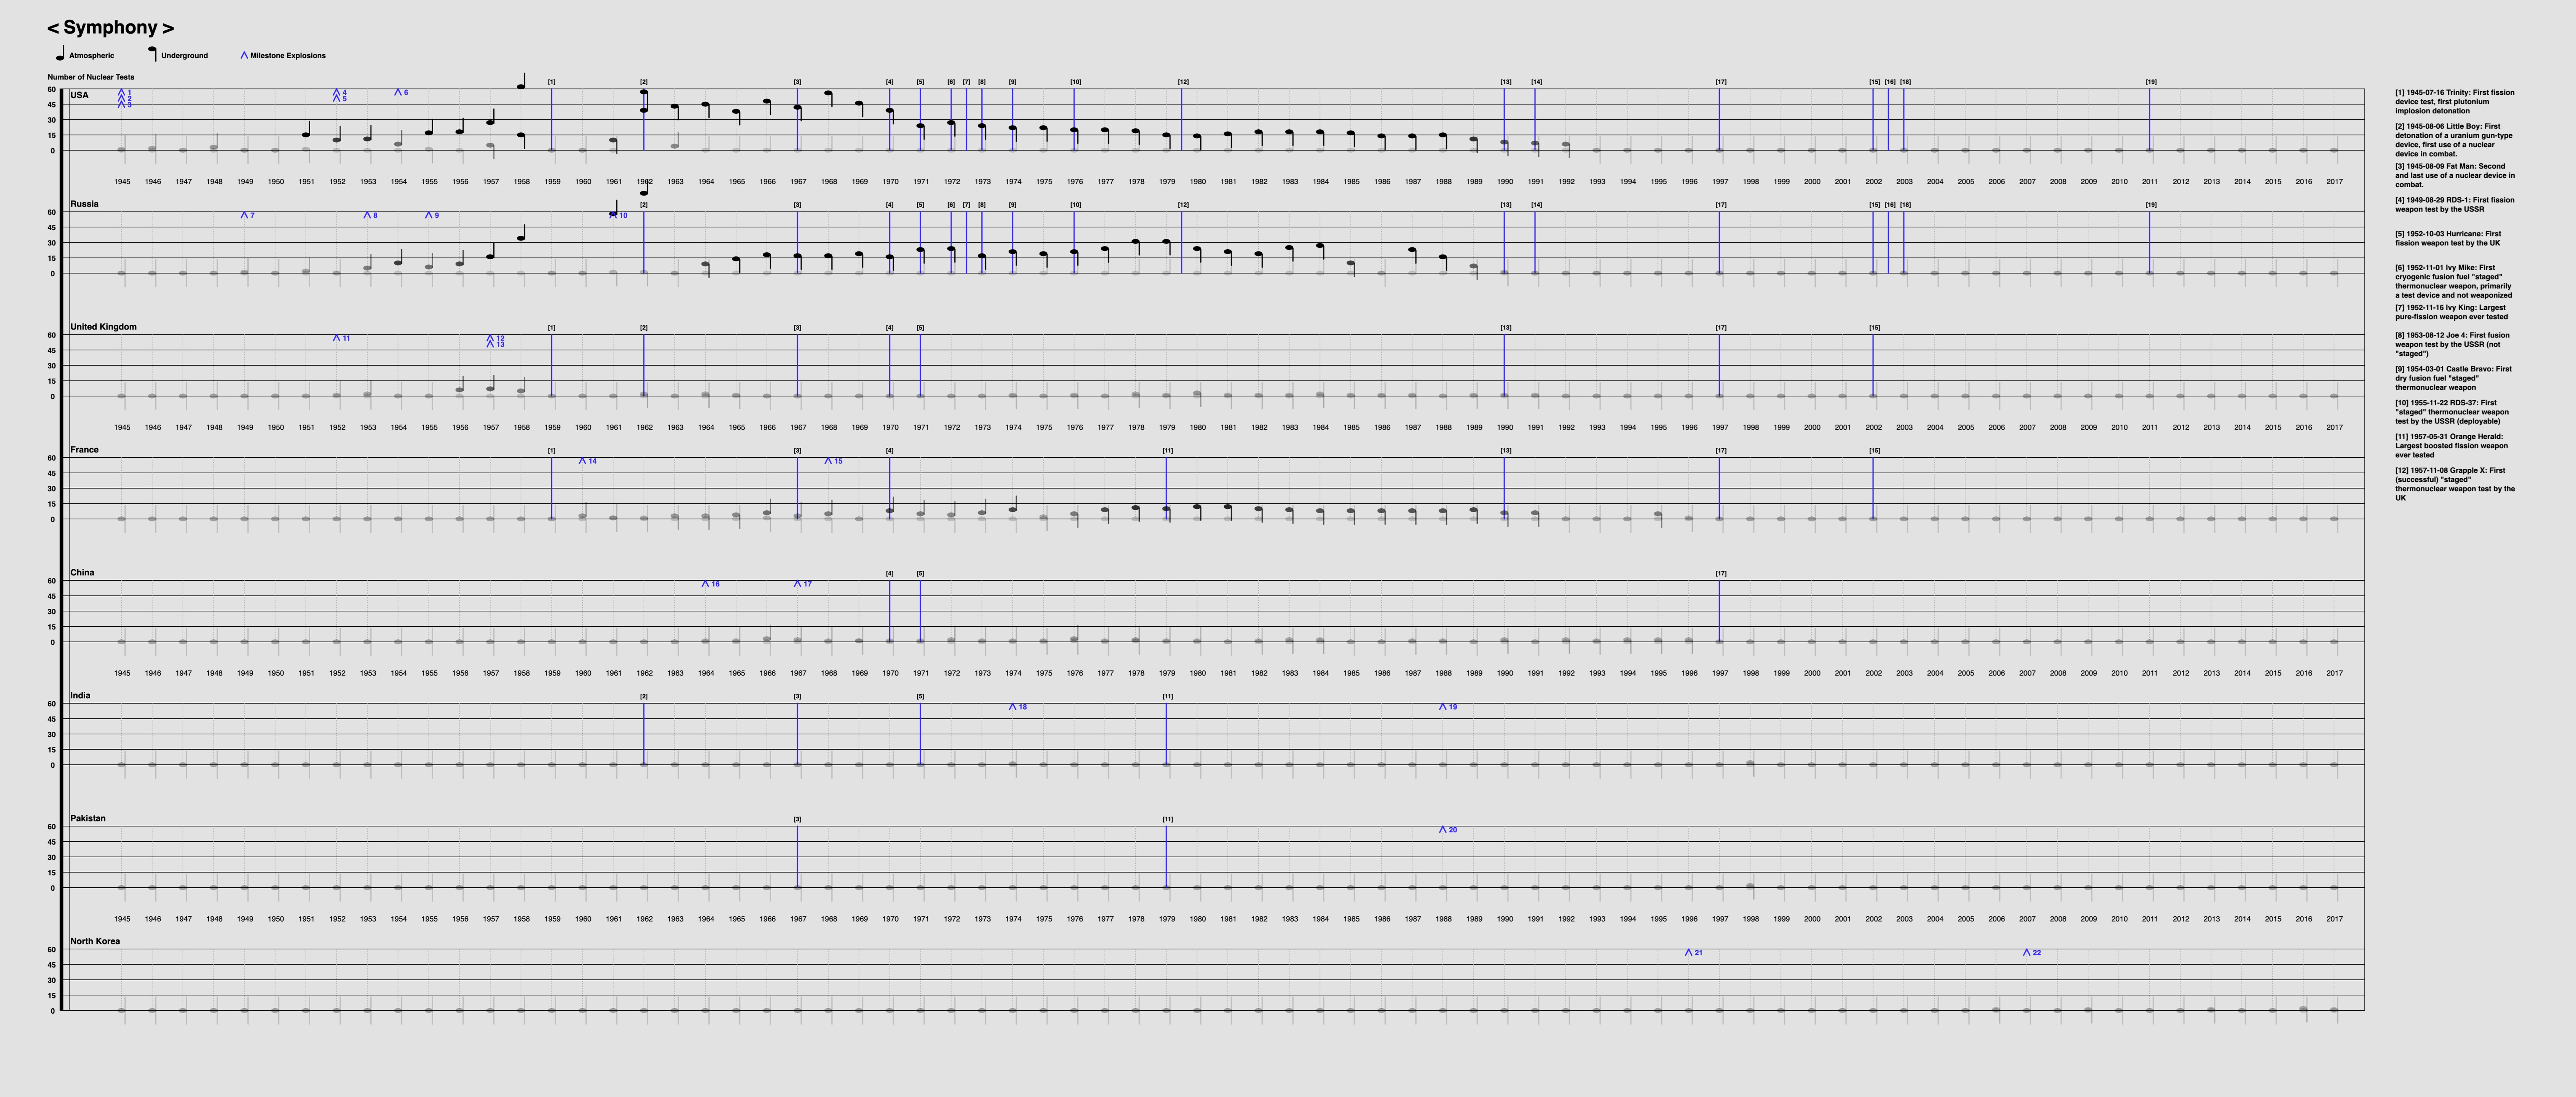 < Symphony >
Atmospheric Underground Milestone Explosions
Number of Nuclear Tests
[1] [2] [3] [4] [5] [6] [7] [8] [9] [10] [12] [13] [14] [17] [15] [16] [18] [19]
USA
60 1 4 6
2 5
45 3
30
15
0
1945 1946 1947 1948 1949 1950 1951 1952 1953 1954 1955 1956 1957 1958 1959 1960 1961 1962 1963 1964 1965 1966 1967 1968 1969 1970 1971 1972 1973 1974 1975 1976 1977 1978 1979 1980 1981 1982 1983 1984 1985 1986 1987 1988 1989 1990 1991 1992 1993 1994 1995 1996 1997 1998 1999 2000 2001 2002 2003 2004 2005 2006 2007 2008 2009 2010 2011 2012 2013 2014 2015 2016 2017
Russia
[2] [3] [4] [5] [6] [7] [8] [9] [10] [12] [13] [14] [17] [15] [16] [18] [19]
60 7 8 9 10
45
30
15
0
United Kingdom
[1] [2] [3] [4] [5] [13] [17] [15]
60 11 12
13
45
30
15
0
1945 1946 1947 1948 1949 1950 1951 1952 1953 1954 1955 1956 1957 1958 1959 1960 1961 1962 1963 1964 1965 1966 1967 1968 1969 1970 1971 1972 1973 1974 1975 1976 1977 1978 1979 1980 1981 1982 1983 1984 1985 1986 1987 1988 1989 1990 1991 1992 1993 1994 1995 1996 1997 1998 1999 2000 2001 2002 2003 2004 2005 2006 2007 2008 2009 2010 2011 2012 2013 2014 2015 2016 2017
France
[1] [3] [4] [11] [13] [17] [15]
60 14 15
45
30
15
0
China
[4] [5] [17]
60 16 17
45
30
15
0
1945 1946 1947 1948 1949 1950 1951 1952 1953 1954 1955 1956 1957 1958 1959 1960 1961 1962 1963 1964 1965 1966 1967 1968 1969 1970 1971 1972 1973 1974 1975 1976 1977 1978 1979 1980 1981 1982 1983 1984 1985 1986 1987 1988 1989 1990 1991 1992 1993 1994 1995 1996 1997 1998 1999 2000 2001 2002 2003 2004 2005 2006 2007 2008 2009 2010 2011 2012 2013 2014 2015 2016 2017
India
[2] [3] [5] [11]
60 18 19
45
30
15
0
Pakistan
[3] [11]
60 20
45
30
15
0
1945 1946 1947 1948 1949 1950 1951 1952 1953 1954 1955 1956 1957 1958 1959 1960 1961 1962 1963 1964 1965 1966 1967 1968 1969 1970 1971 1972 1973 1974 1975 1976 1977 1978 1979 1980 1981 1982 1983 1984 1985 1986 1987 1988 1989 1990 1991 1992 1993 1994 1995 1996 1997 1998 1999 2000 2001 2002 2003 2004 2005 2006 2007 2008 2009 2010 2011 2012 2013 2014 2015 2016 2017
North Korea
60 21 22
45
30
15
0
[1] 1945-07-16 Trinity: First fission
device test, first plutonium
implosion detonation
[2] 1945-08-06 Little Boy: First
detonation of a uranium gun-type
device, first use of a nuclear
device in combat.
[3] 1945-08-09 Fat Man: Second
and last use of a nuclear device in
combat.
[4] 1949-08-29 RDS-1: First fission
weapon test by the USSR
[5] 1952-10-03 Hurricane: First
fission weapon test by the UK
[6] 1952-11-01 Ivy Mike: First
cryogenic fusion fuel "staged"
thermonuclear weapon, primarily
a test device and not weaponized
[7] 1952-11-16 Ivy King: Largest
pure-fission weapon ever tested
[8] 1953-08-12 Joe 4: First fusion
weapon test by the USSR (not
"staged")
[9] 1954-03-01 Castle Bravo: First
dry fusion fuel "staged"
thermonuclear weapon
[10] 1955-11-22 RDS-37: First
"staged" thermonuclear weapon
test by the USSR (deployable)
[11] 1957-05-31 Orange Herald:
Largest boosted fission weapon
ever tested
[12] 1957-11-08 Grapple X: First
(successful) "staged"
thermonuclear weapon test by the
UK